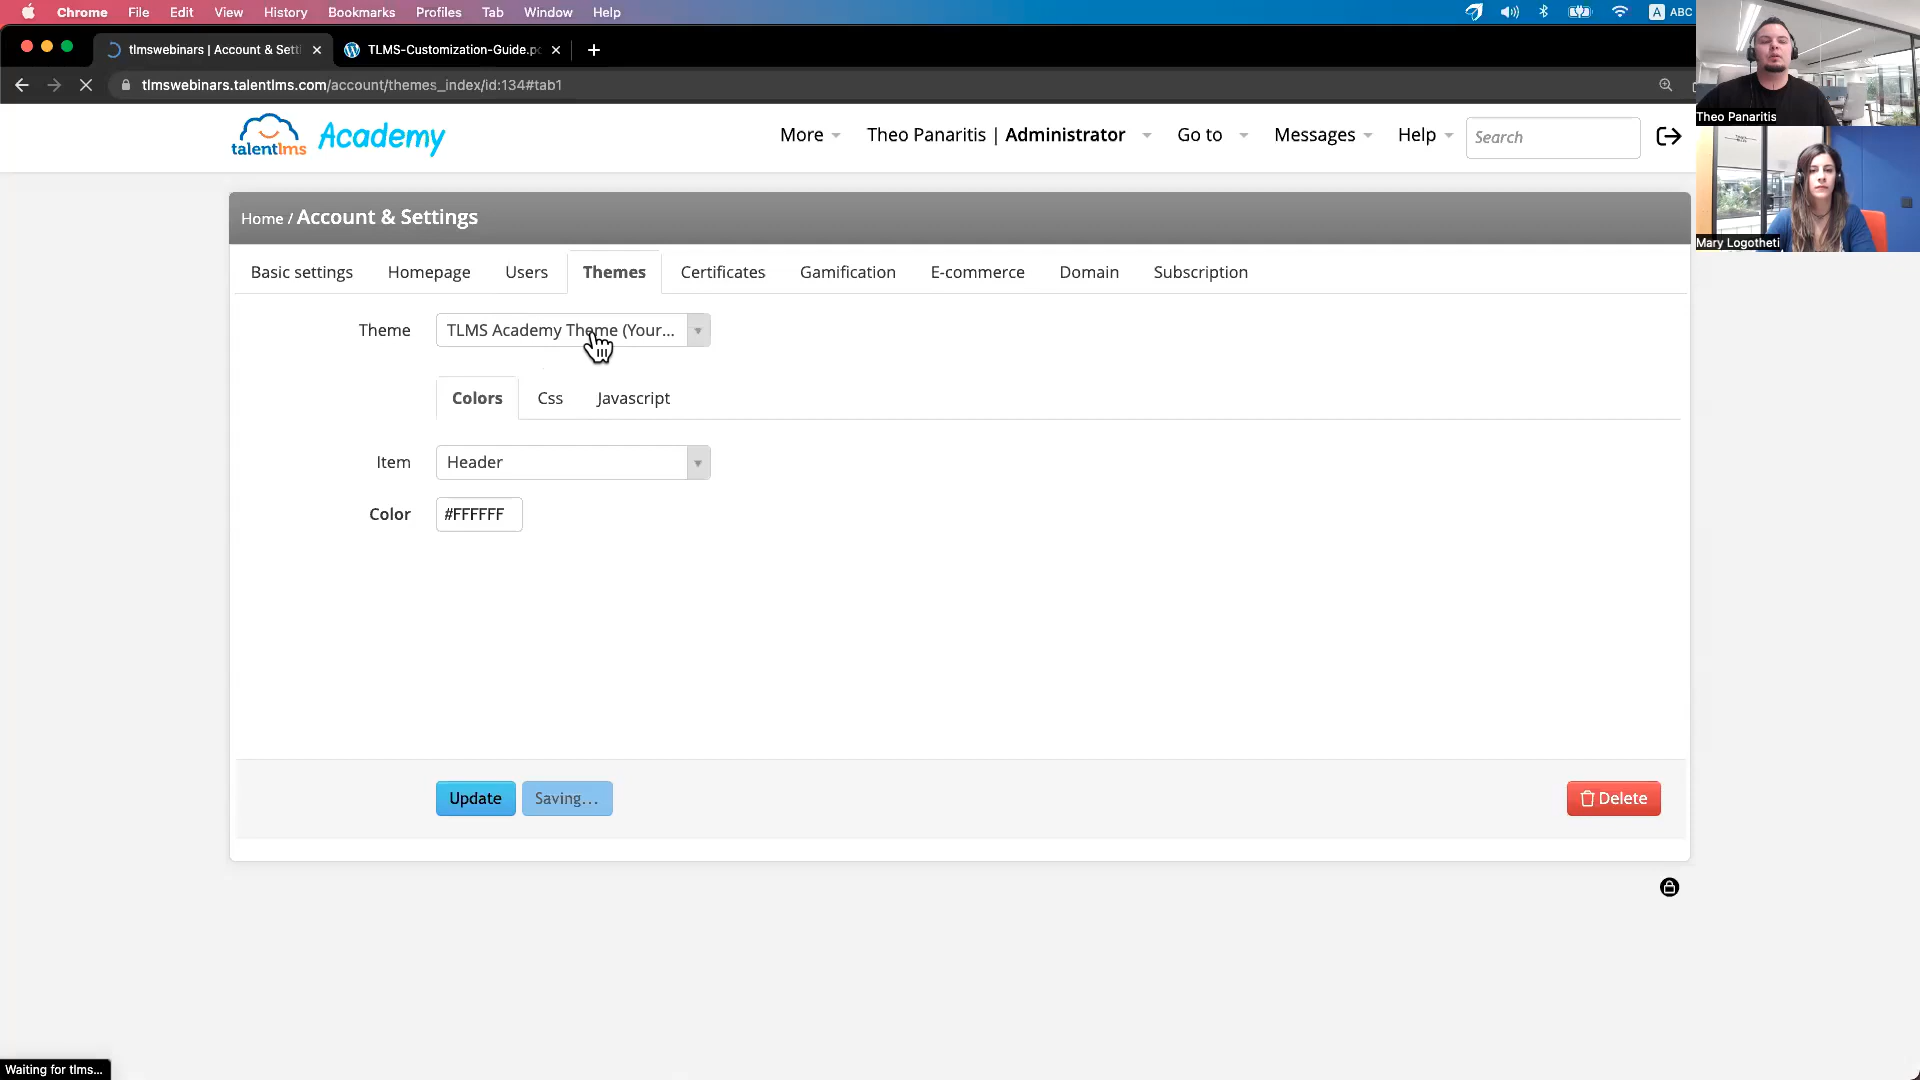 Chrome File Edit View History Bookmarks Profiles Tab Window Help A ABC
tlmswebinars | Account & Setti
TLMS-Customization-Guide.pd
tlmswebinars.talentlms.com/account/themes_index/id:134#tab1
Theo Panaritis
Mary Logotheti
talentlms Academy
More Theo Panaritis | Administrator Go to Messages Help Search
Home / Account & Settings
Basic settings Homepage Users Themes Certificates Gamification E-commerce Domain Subscription
Theme TLMS Academy Theme (Your...
Colors Css Javascript
Item Header
Color #FFFFFF
Update Saving... Delete
Waiting for tlms...